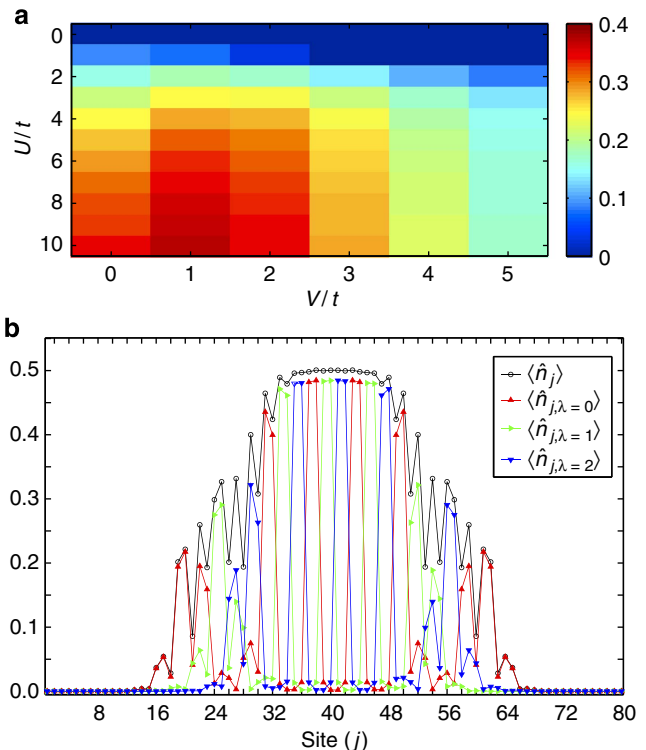 a
0
2
4
6
8
10
U/t
0 1 2 3 4 5
V/t
0.4
0.3
0.2
0.1
0
b
0.5
0.4
0.3
0.2
0.1
0.0
8 16 24 32 40 48 56 64 72 80
Site (j)
⟨n̂_j⟩
⟨n̂_{j,λ=0}⟩
⟨n̂_{j,λ=1}⟩
⟨n̂_{j,λ=2}⟩